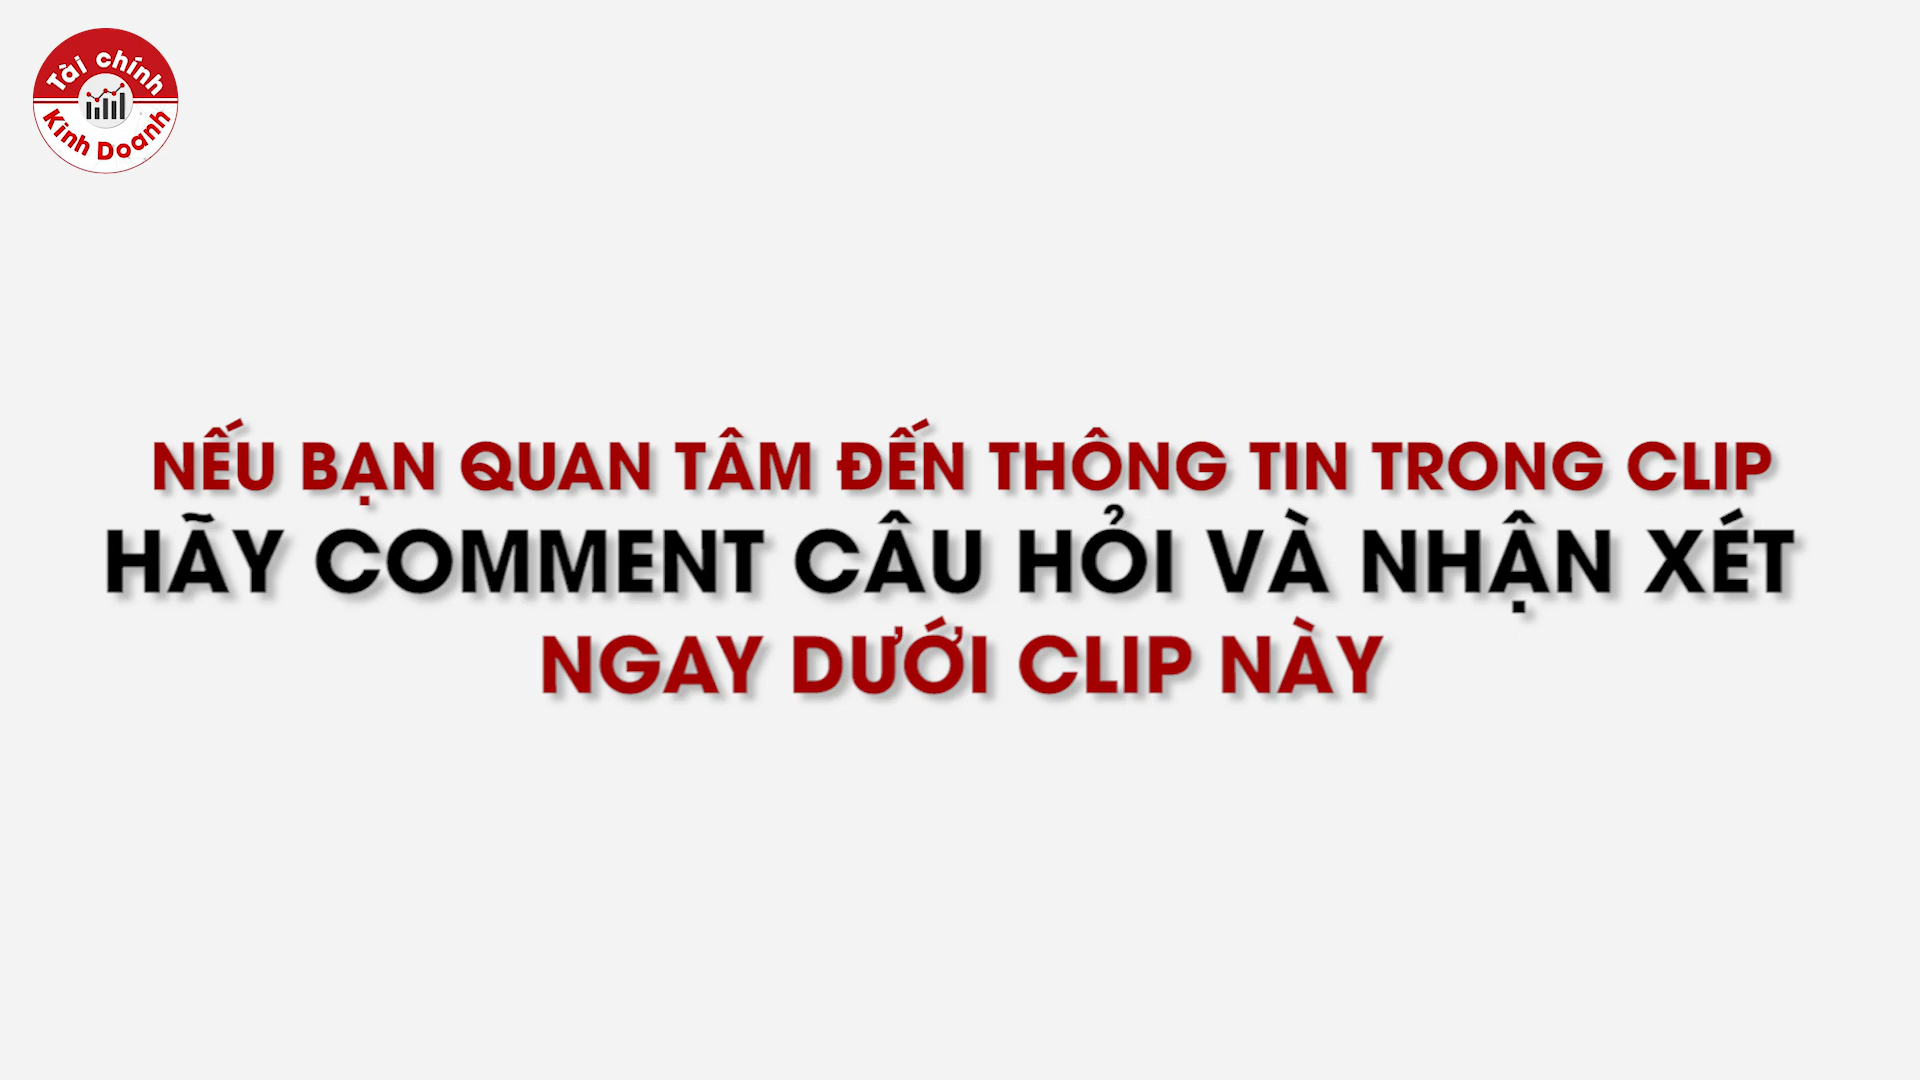 Tài chính
Kinh Doanh
NẾU BẠN QUAN TÂM ĐẾN THÔNG TIN TRONG CLIP
HÃY COMMENT CÂU HỎI VÀ NHẬN XÉT
NGAY DƯỚI CLIP NÀY